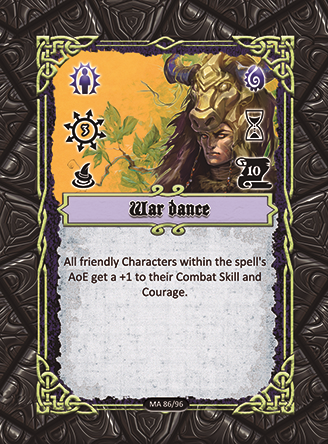 3
10
War dance
All friendly Characters within the spell's
AoE get a +1 to their Combat Skill and
Courage.
MA 86/96